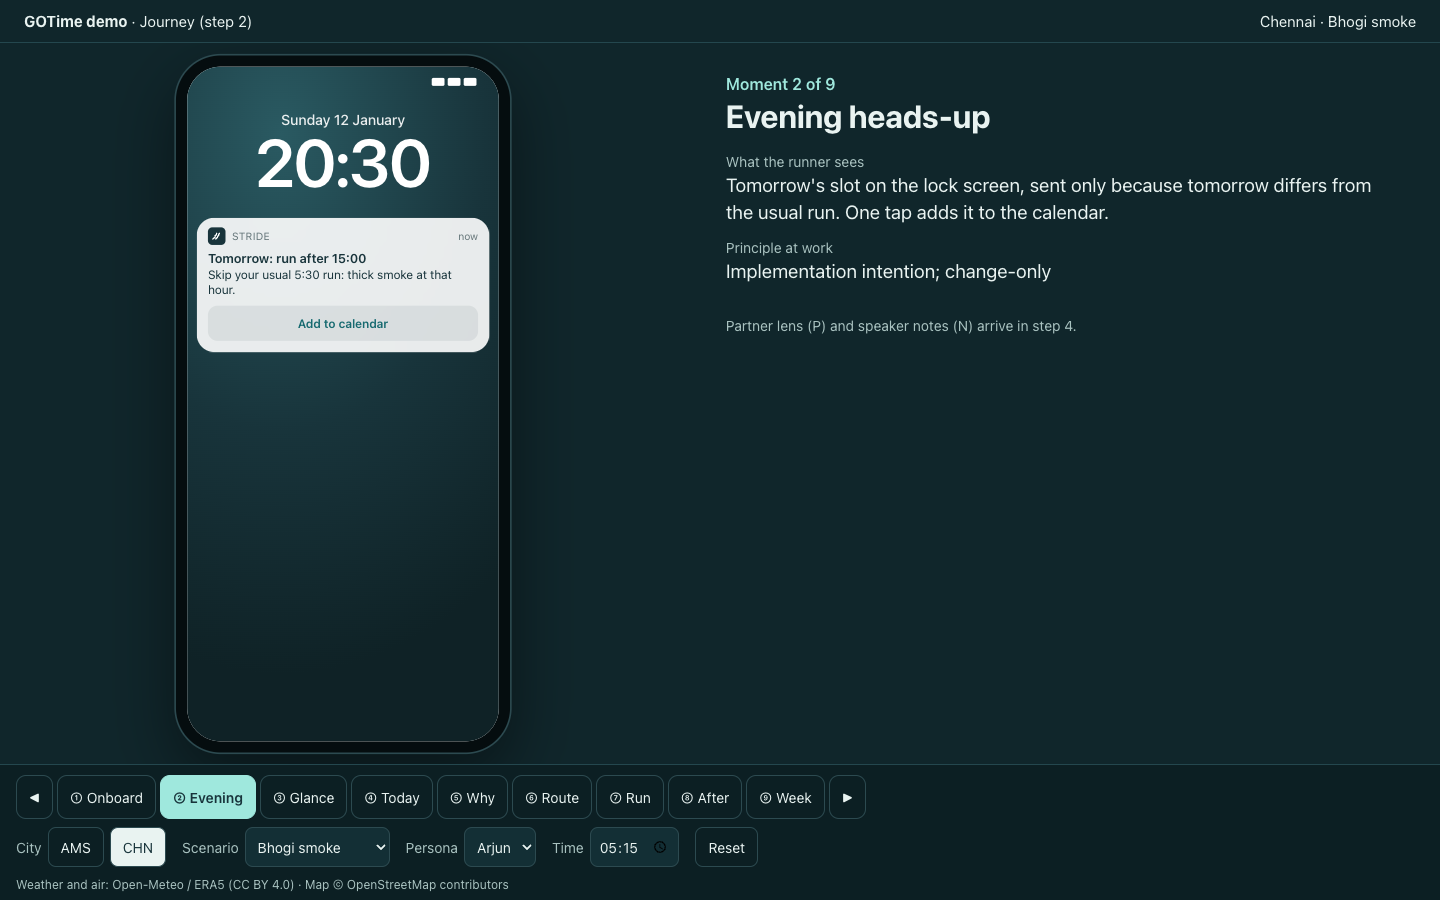 GOTime demo · Journey (step 2)
Chennai · Bhogi smoke
Sunday 12 January
20:30
STRIDE
now
Tomorrow: run after 15:00
Skip your usual 5:30 run: thick smoke at that
hour.
Add to calendar
Moment 2 of 9
Evening heads-up
What the runner sees
Tomorrow's slot on the lock screen, sent only because tomorrow differs from
the usual run. One tap adds it to the calendar.
Principle at work
Implementation intention; change-only
Partner lens (P) and speaker notes (N) arrive in step 4.
◄ ① Onboard ② Evening ③ Glance ④ Today ⑤ Why ⑥ Route ⑦ Run ⑧ After ⑨ Week ►
City AMS CHN Scenario Bhogi smoke Persona Arjun Time 05:15 Reset
Weather and air: Open-Meteo / ERA5 (CC BY 4.0) · Map © OpenStreetMap contributors